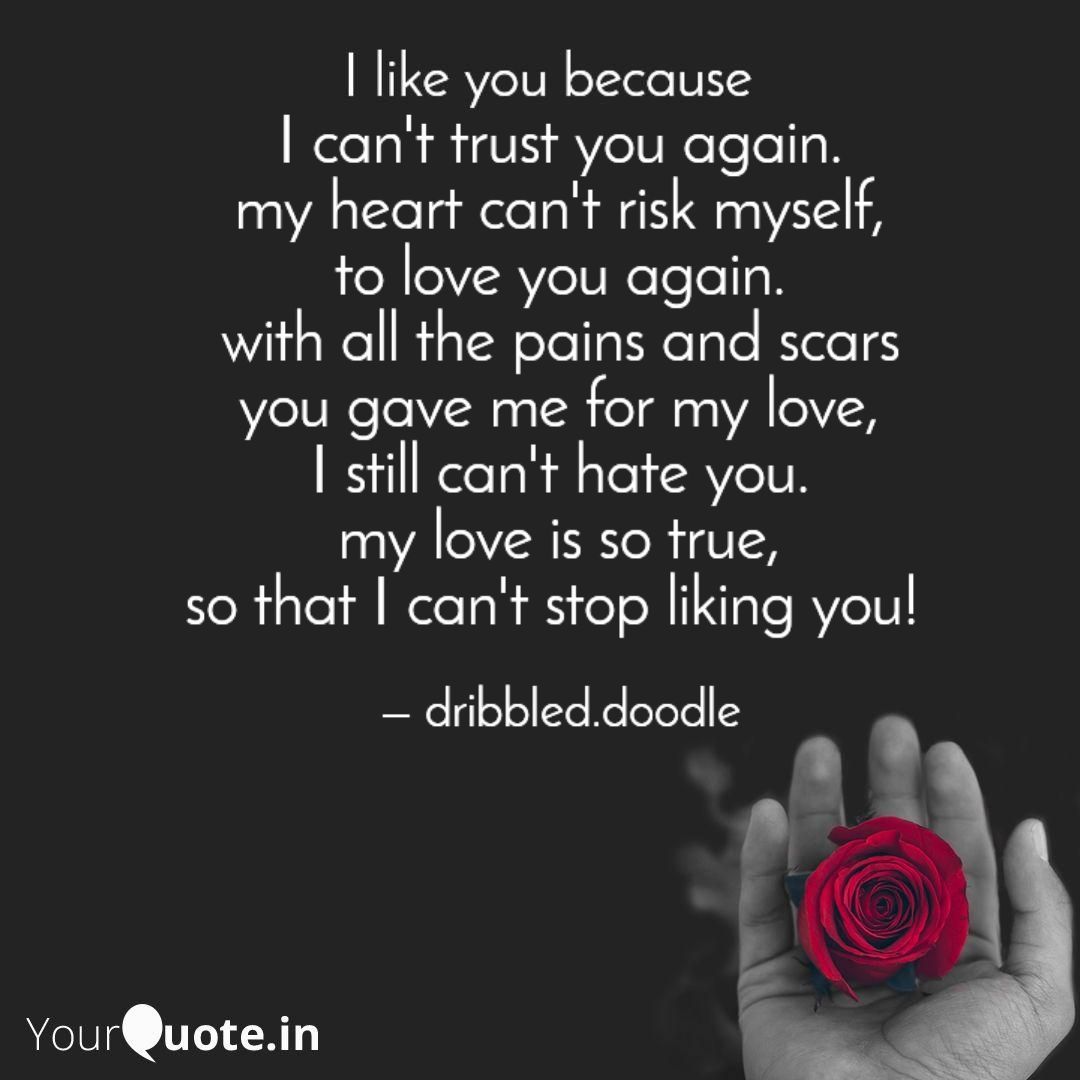 I like you because
I can't trust you again.
my heart can't risk myself,
to love you again.
with all the pains and scars
you gave me for my love,
I still can't hate you.
my love is so true,
so that I can't stop liking you!
– dribbled.doodle
YourQuote.in